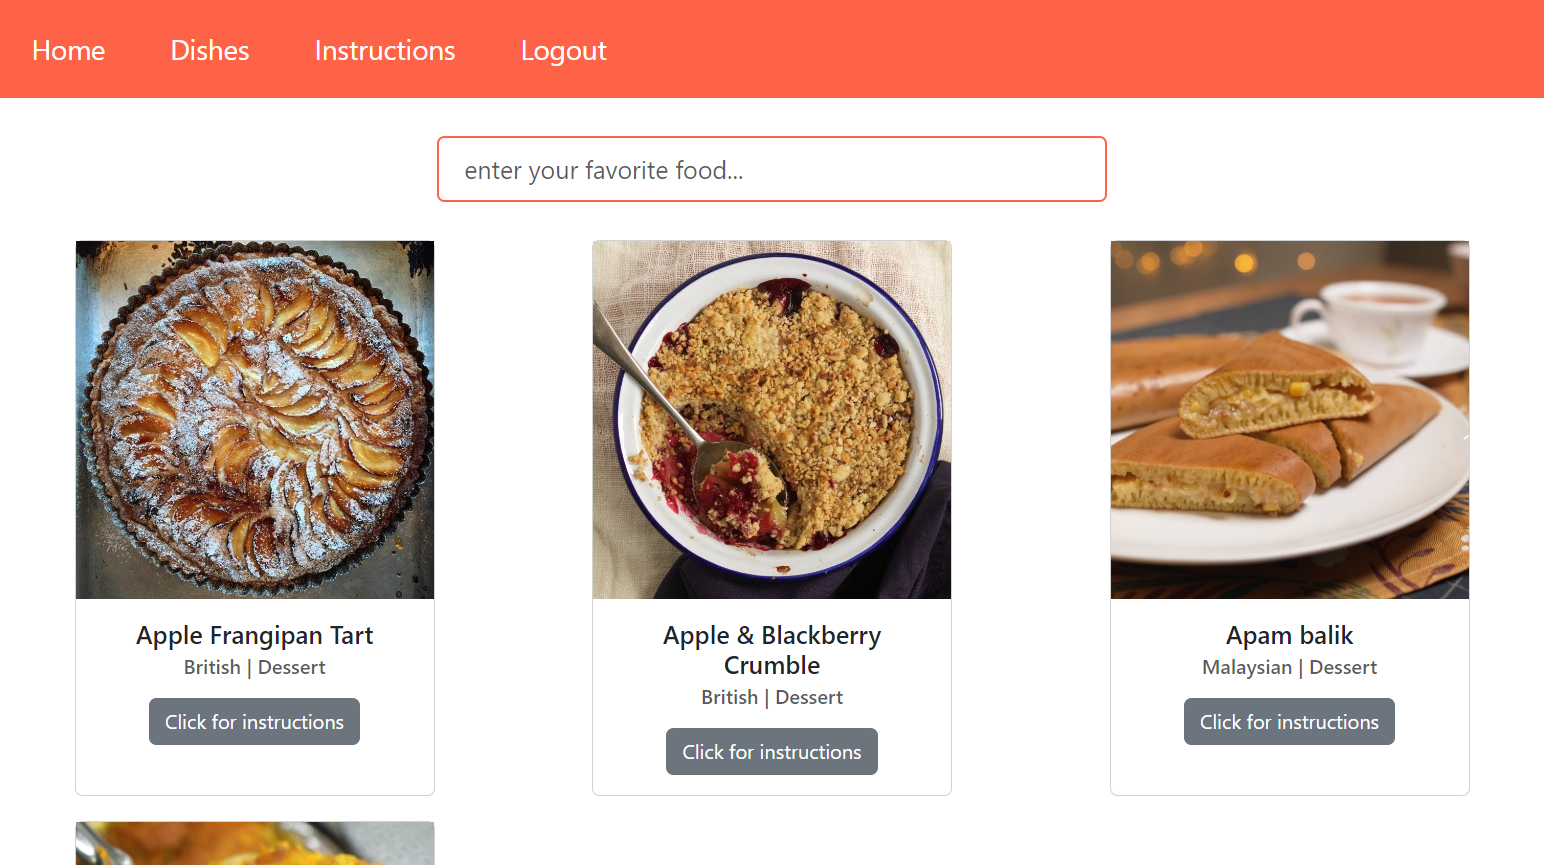 Home Dishes Instructions Logout
enter your favorite food...
Apple Frangipan Tart
British | Dessert
Click for instructions
Apple & Blackberry
Crumble
British | Dessert
Click for instructions
Apam balik
Malaysian | Dessert
Click for instructions